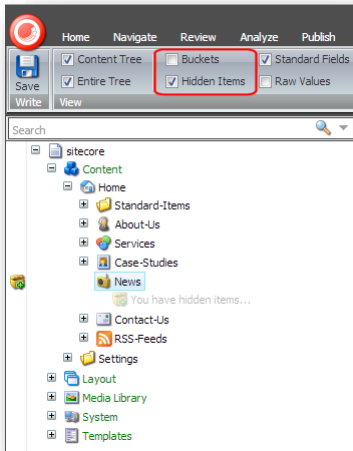 Home Navigate Review Analyze Publish
Save
Write
Content Tree Buckets Standard Fields
Entire Tree Hidden Items Raw Values
View
Search
sitecore
Content
Home
Standard-Items
About-Us
Services
Case-Studies
News
You have hidden items...
Contact-Us
RSS-Feeds
Settings
Layout
Media Library
System
Templates